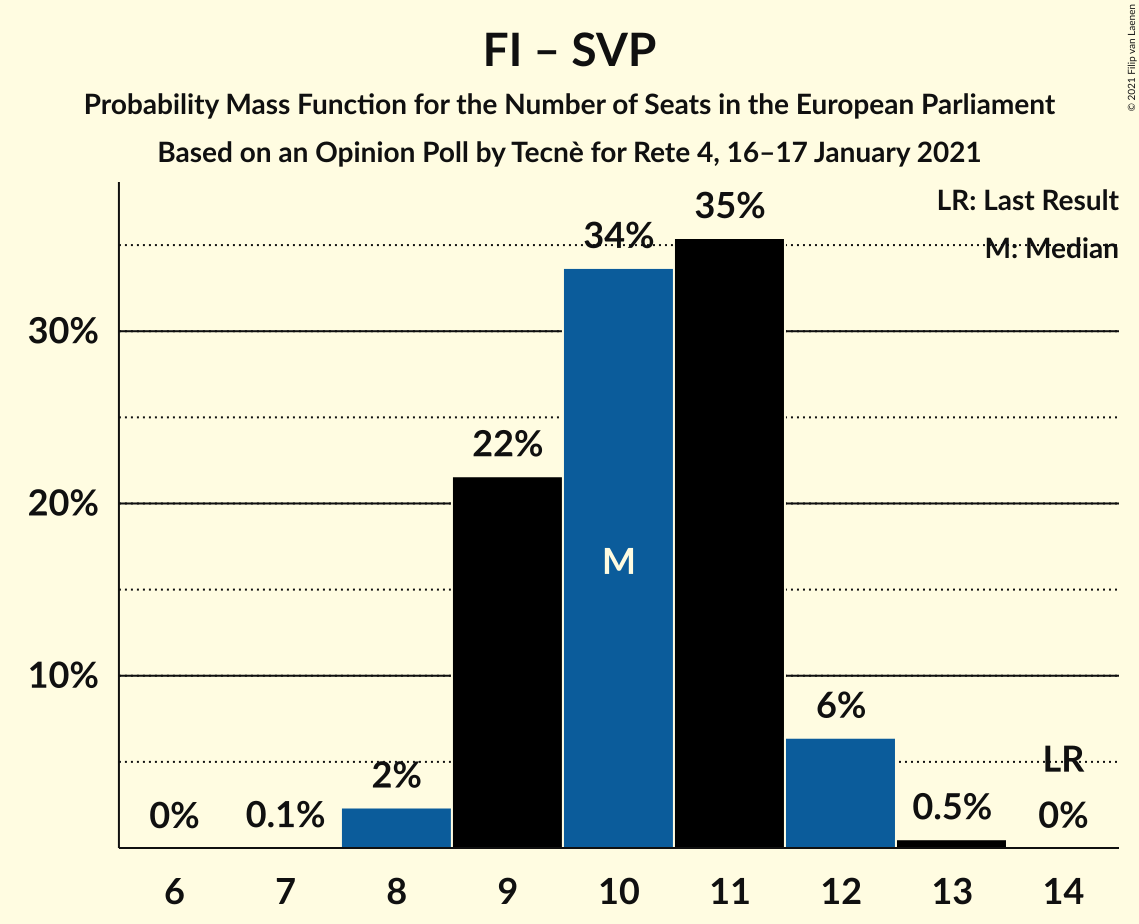 FI – SVP
Probability Mass Function for the Number of Seats in the European Parliament
Based on an Opinion Poll by Tecnè for Rete 4, 16–17 January 2021
© 2021 Filip van Laenen
LR: Last Result
M: Median
30%
20%
10%
0%
0.1%
2%
22%
34%
M
35%
6%
0.5%
LR
0%
6 7 8 9 10 11 12 13 14